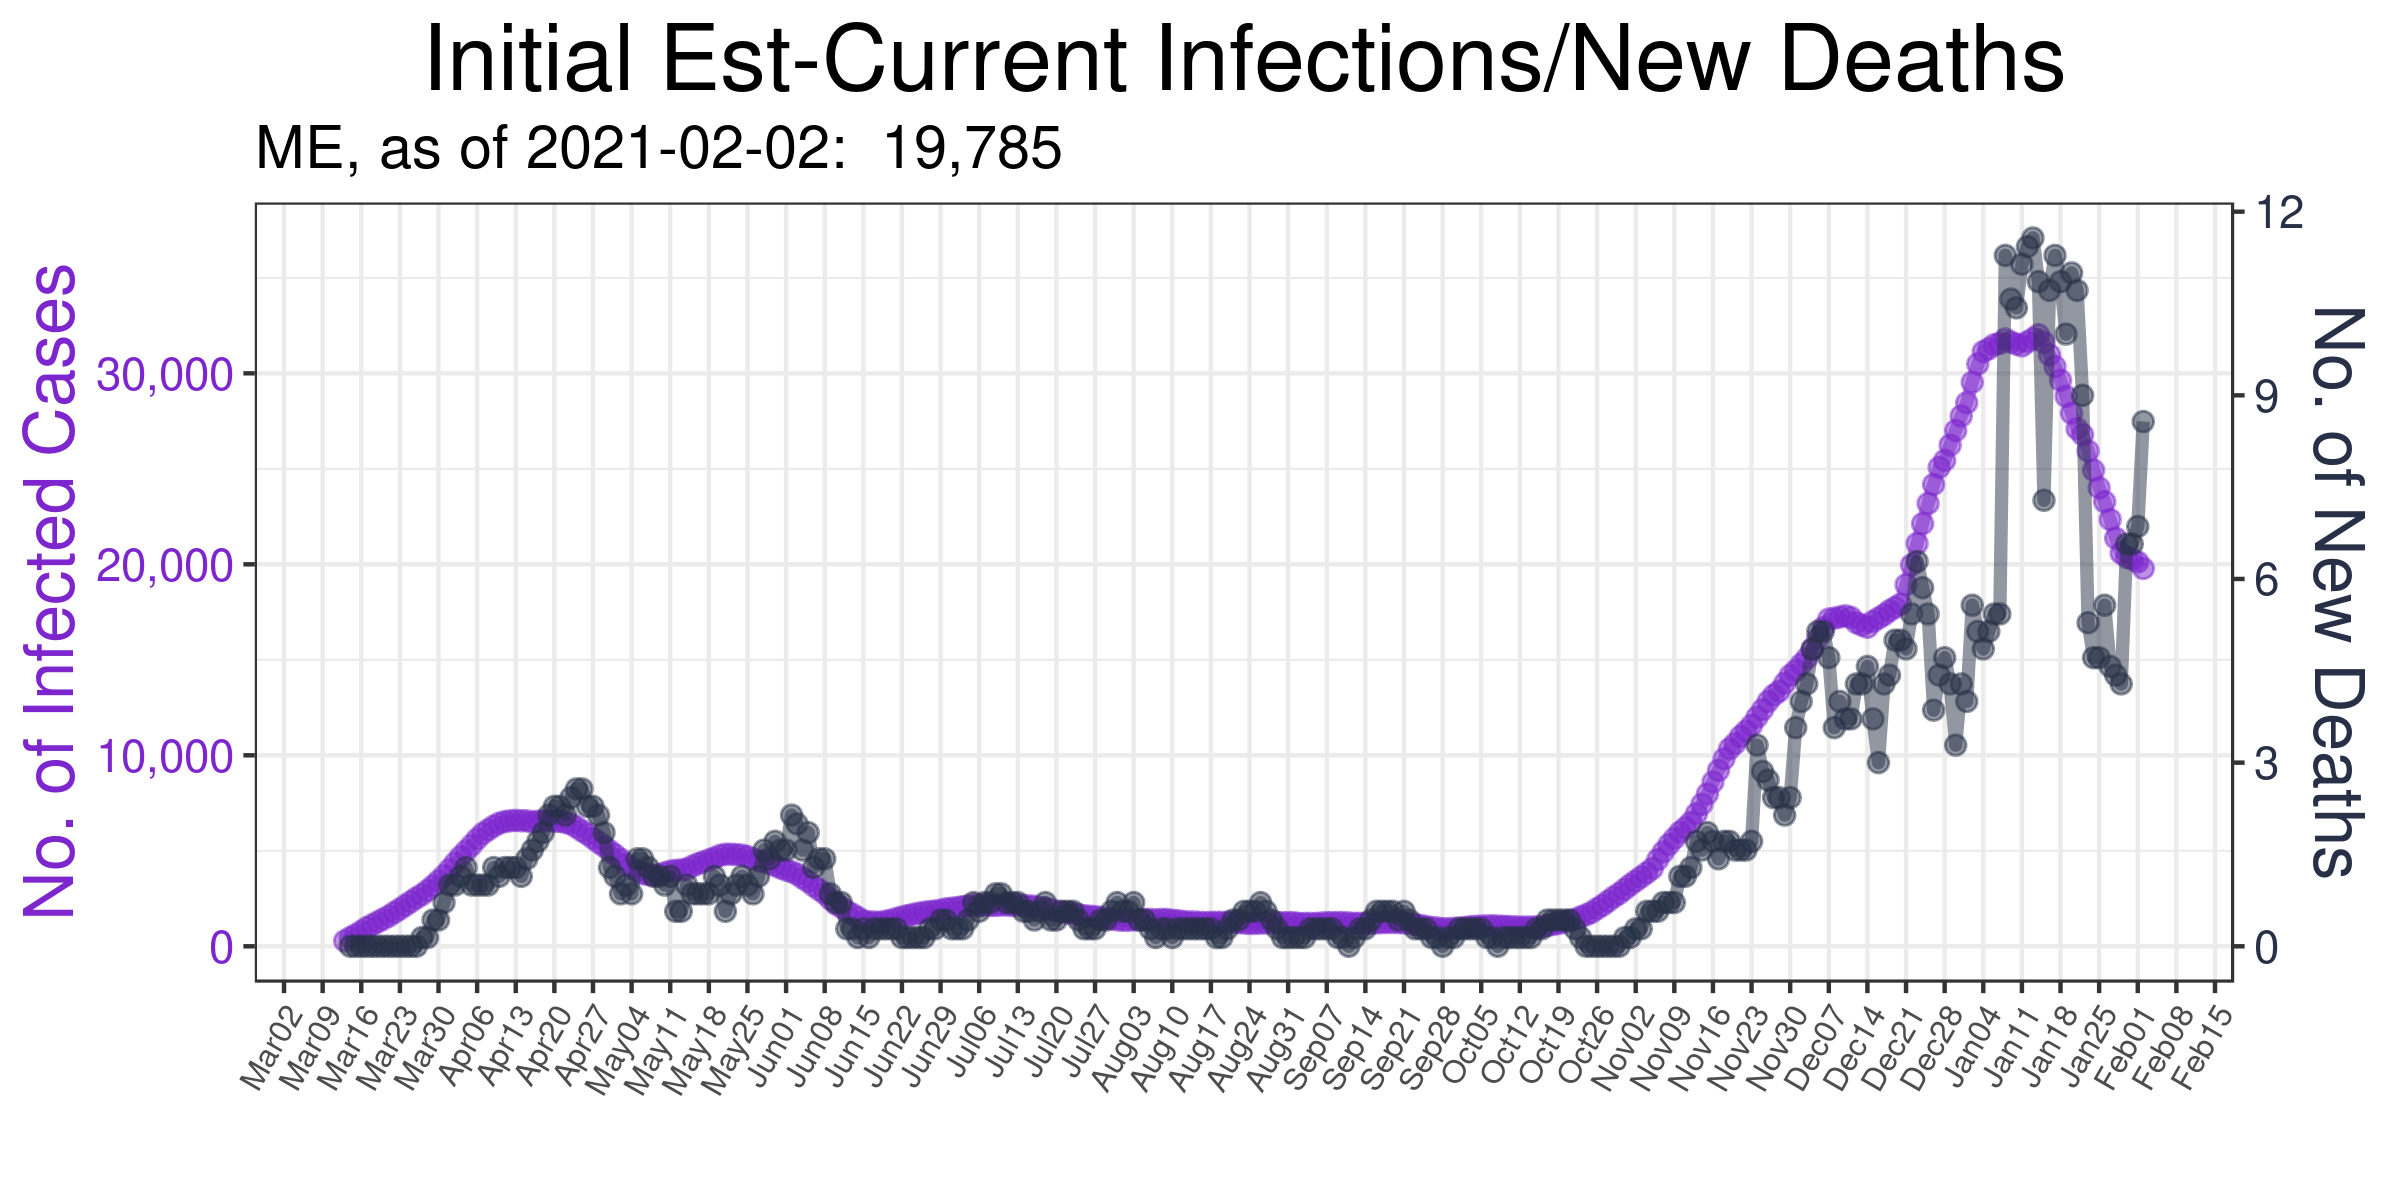 Initial Est-Current Infections/New Deaths
ME, as of 2021-02-02:  19,785
No. of Infected Cases
30,000
20,000
10,000
0
12
9
6
3
0
No. of New Deaths
Mar02
Mar09
Mar16
Mar23
Mar30
Apr06
Apr13
Apr20
Apr27
May04
May11
May18
May25
Jun01
Jun08
Jun15
Jun22
Jun29
Jul06
Jul13
Jul20
Jul27
Aug03
Aug10
Aug17
Aug24
Aug31
Sep07
Sep14
Sep21
Sep28
Oct05
Oct12
Oct19
Oct26
Nov02
Nov09
Nov16
Nov23
Nov30
Dec07
Dec14
Dec21
Dec28
Jan04
Jan11
Jan18
Jan25
Feb01
Feb08
Feb15